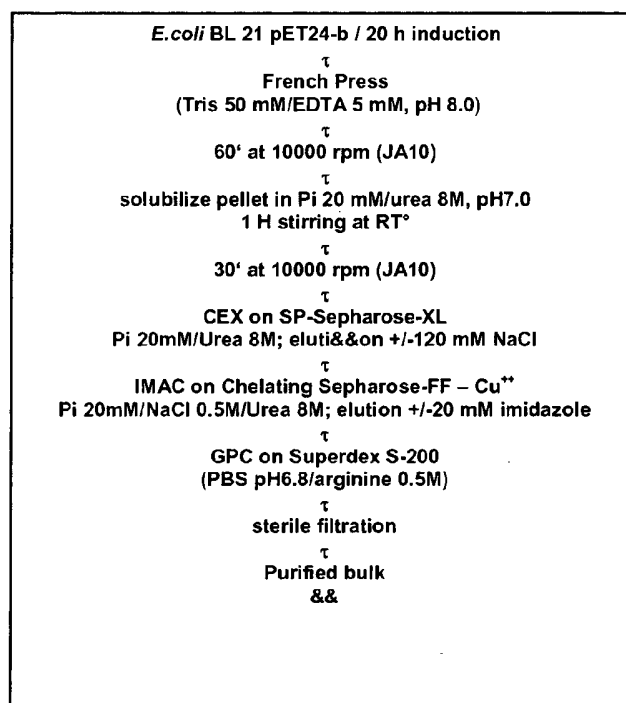 E.coli BL 21 pET24-b / 20 h induction
τ
French Press
(Tris 50 mM/EDTA 5 mM, pH 8.0)
τ
60‘ at 10000 rpm (JA10)
τ
solubilize pellet in Pi 20 mM/urea 8M, pH7.0
1 H stirring at RT°
τ
30‘ at 10000 rpm (JA10)
τ
CEX on SP-Sepharose-XL
Pi 20mM/Urea 8M; eluti&&on +/-120 mM NaCl
τ
IMAC on Chelating Sepharose-FF – Cu⁺⁺
Pi 20mM/NaCl 0.5M/Urea 8M; elution +/-20 mM imidazole
τ
GPC on Superdex S-200
(PBS pH6.8/arginine 0.5M)
τ
sterile filtration
τ
Purified bulk
&&